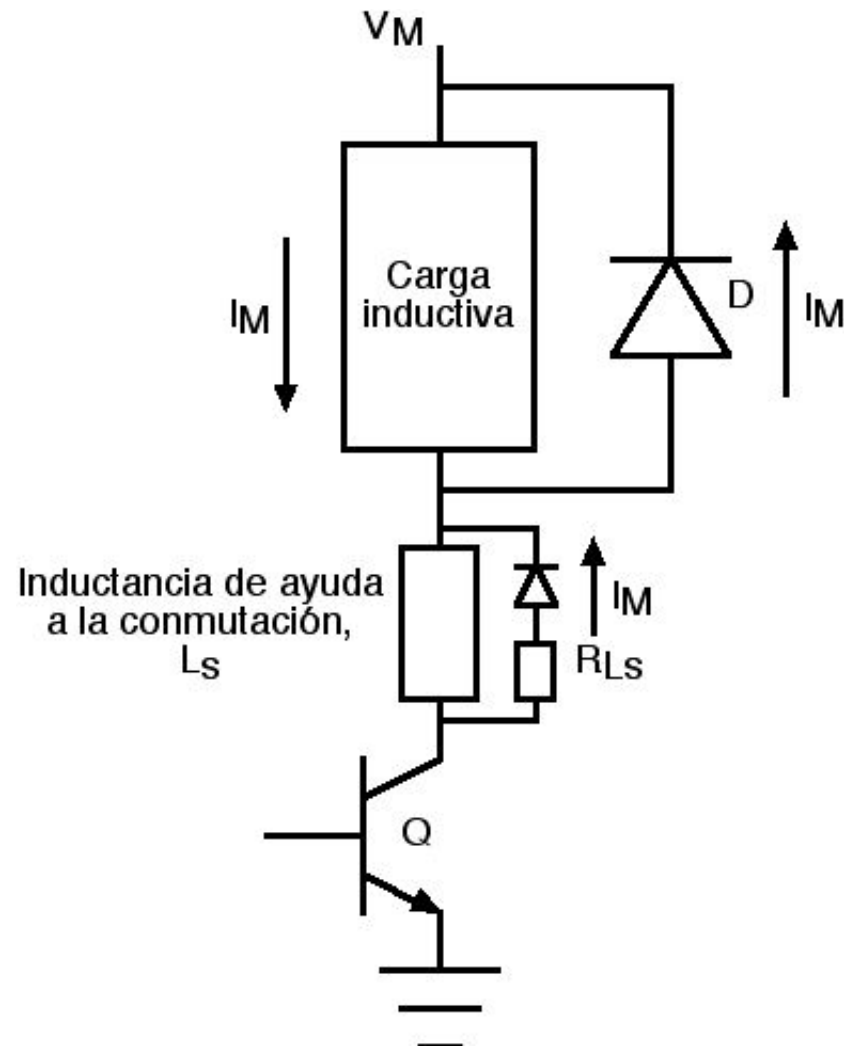 VM
Carga
inductiva
IM
D
IM
Inductancia de ayuda
a la conmutación,
Ls
IM
RLs
Q